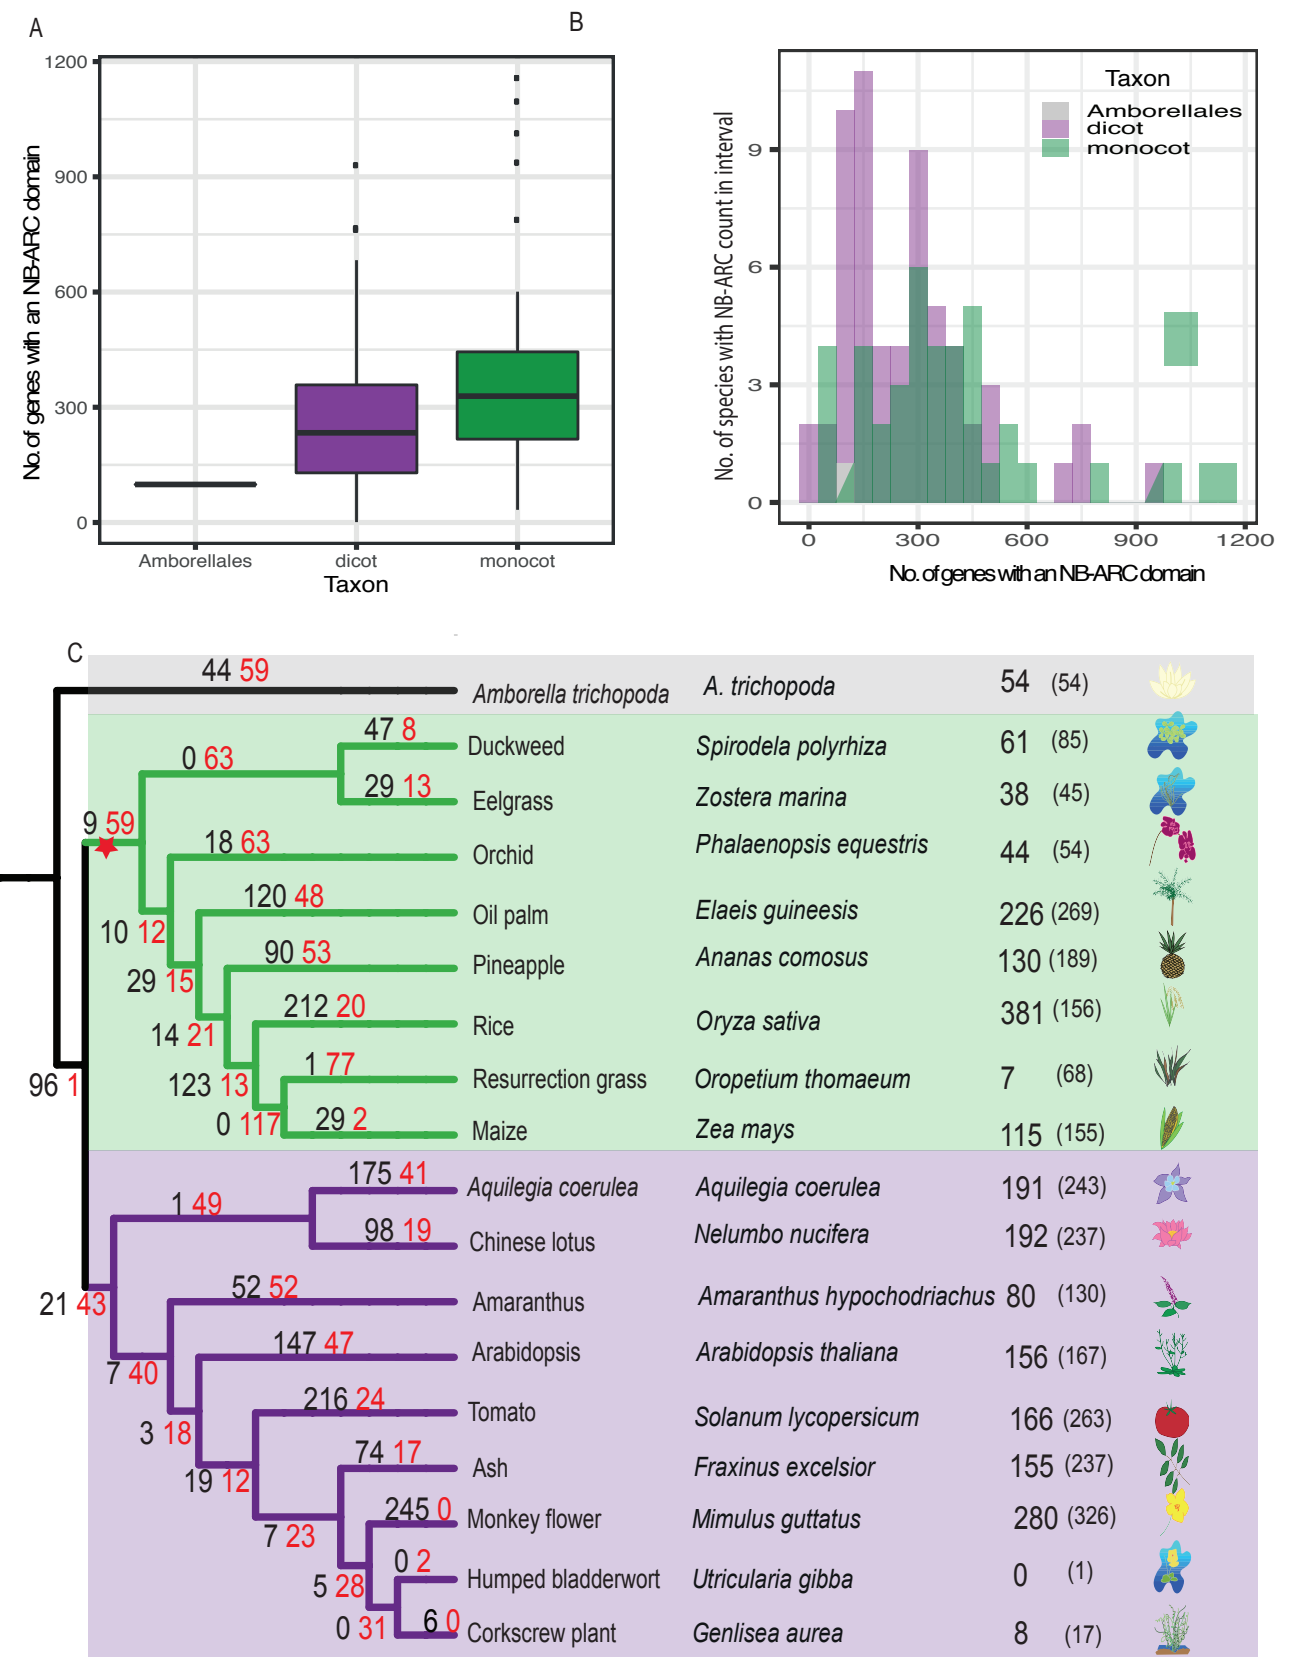 A
B
1200
900
600
300
0
No. of genes with an NB-ARC domain
Amborellales dicot monocot
Taxon
Taxon
Amborellales
dicot
monocot
9
6
3
0
No. of species with NB-ARC count in interval
0 300 600 900 1200
No. of genes with an NB-ARC domain
C
44 59
Amborella trichopoda A. trichopoda 54 (54)
47 8
Duckweed Spirodela polyrhiza 61 (85)
0 63
29 13
Eelgrass Zostera marina 38 (45)
9 59
18 63
Orchid Phalaenopsis equestris 44 (54)
120 48
Oil palm Elaeis guineesis 226 (269)
10 12
90 53
Pineapple Ananas comosus 130 (189)
29 15
212 20
Rice Oryza sativa 381 (156)
14 21
1 77
Resurrection grass Oropetium thomaeum 7 (68)
123 13
96 1
0 117
29 2
Maize Zea mays 115 (155)
175 41
Aquilegia coerulea Aquilegia coerulea 191 (243)
1 49
98 19
Chinese lotus Nelumbo nucifera 192 (237)
21 43
52 52
Amaranthus Amaranthus hypochodriachus 80 (130)
147 47
Arabidopsis Arabidopsis thaliana 156 (167)
7 40
216 24
Tomato Solanum lycopersicum 166 (263)
3 18
74 17
Ash Fraxinus excelsior 155 (237)
19 12
245 0
Monkey flower Mimulus guttatus 280 (326)
7 23
0 2
Humped bladderwort Utricularia gibba 0 (1)
5 28
6 0
Corkscrew plant Genlisea aurea 8 (17)
0 31